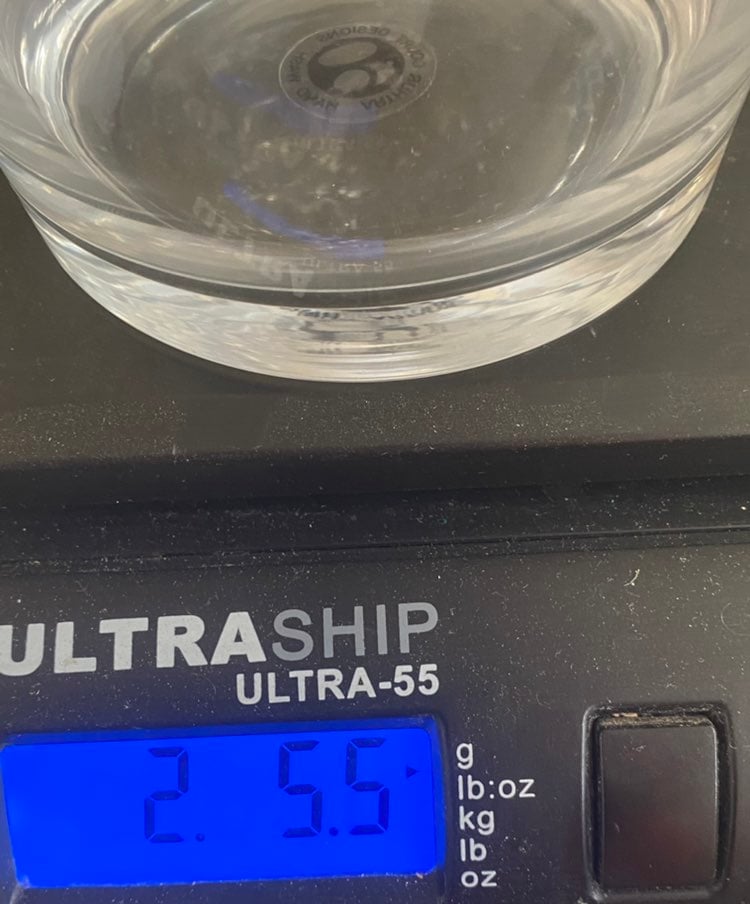 ULTRASHIP
ULTRA-55
2. 5.5
g
lb:oz
kg
lb
oz